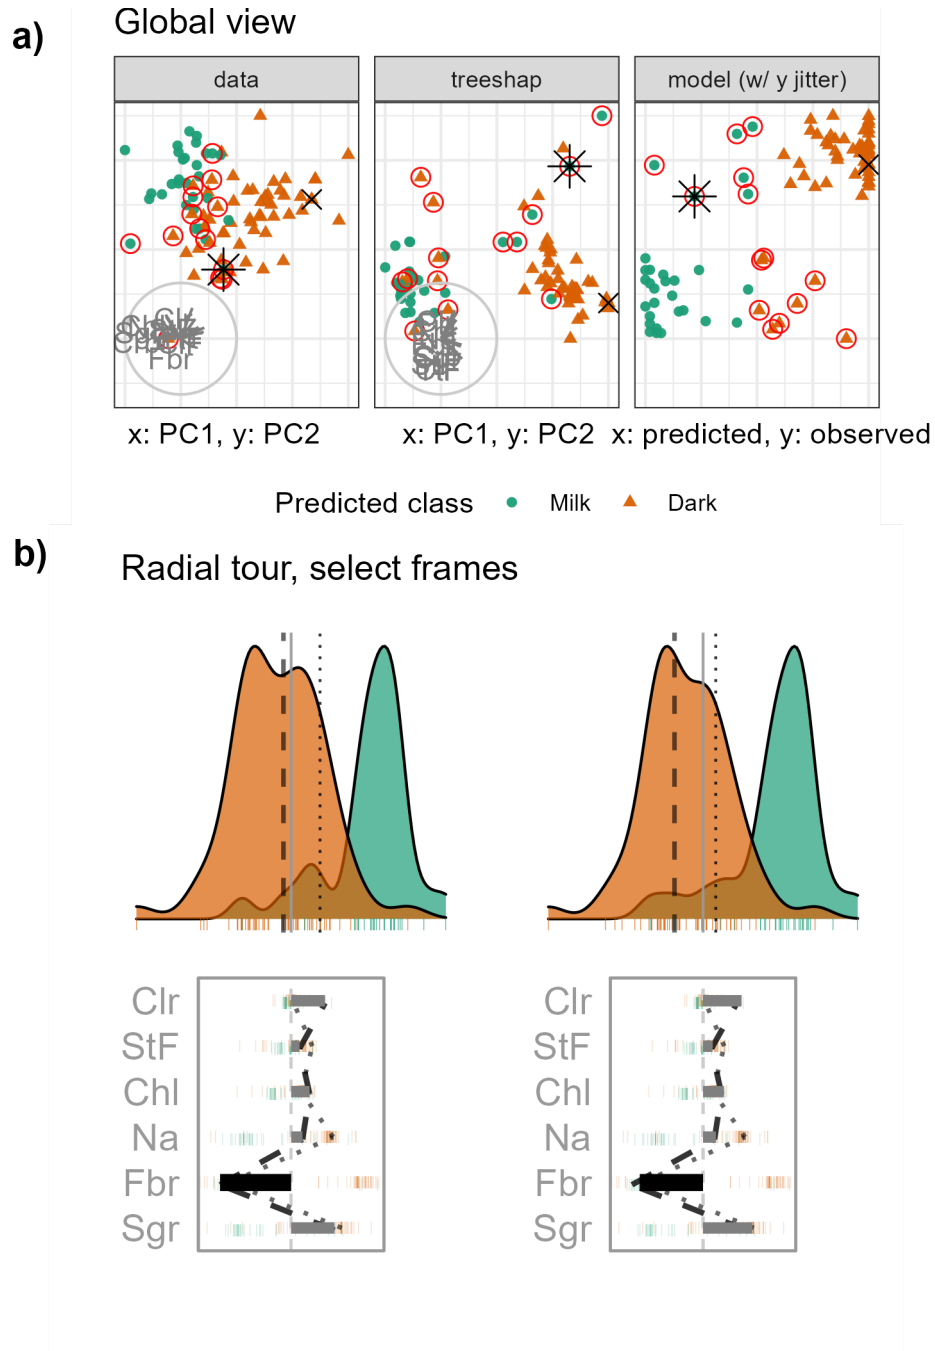 a)
Global view
data
treeshap
model (w/ y jitter)
Fbr
x: PC1, y: PC2
x: PC1, y: PC2
x: predicted, y: observed
Predicted class
Milk
Dark
b)
Radial tour, select frames
Clr
StF
Chl
Na
Fbr
Sgr
Clr
StF
Chl
Na
Fbr
Sgr